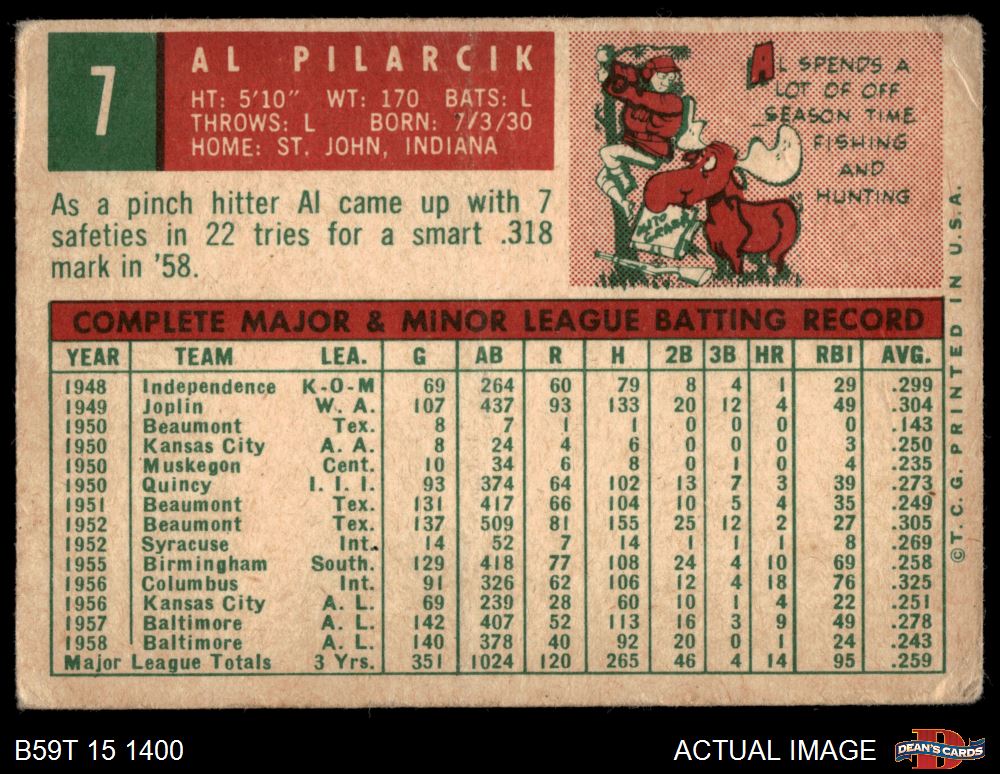 7
AL PILARCIK
HT: 5'10" WT: 170 BATS: L
THROWS: L BORN: 7/3/30
HOME: ST. JOHN, INDIANA
AL SPENDS A
LOT OF OFF
SEASON TIME
FISHING
AND
HUNTING
As a pinch hitter Al came up with 7
safeties in 22 tries for a smart .318
mark in '58.
COMPLETE MAJOR & MINOR LEAGUE BATTING RECORD
YEAR TEAM LEA. G AB R H 2B 3B HR RBI AVG.
1948 Independence K-O-M 69 264 60 79 8 4 1 29 .299
1949 Joplin W. A. 107 437 93 133 20 12 4 49 .304
1950 Beaumont Tex. 8 7 1 1 0 0 0 0 .143
1950 Kansas City A. A. 8 24 4 6 0 0 0 3 .250
1950 Muskegon Cent. 10 34 6 8 0 1 0 4 .235
1950 Quincy I. I. I. 93 374 64 102 13 7 3 39 .273
1951 Beaumont Tex. 131 417 66 104 10 5 4 35 .249
1952 Beaumont Tex. 137 509 81 155 25 12 2 27 .305
1952 Syracuse Int. 14 52 7 14 1 1 1 8 .269
1955 Birmingham South. 129 418 77 108 24 4 10 69 .258
1956 Columbus Int. 91 326 62 106 12 4 18 76 .325
1956 Kansas City A. L. 69 239 28 60 10 1 4 22 .251
1957 Baltimore A. L. 142 407 52 113 16 3 9 49 .278
1958 Baltimore A. L. 140 378 40 92 20 0 1 24 .243
Major League Totals 3 Yrs. 351 1024 120 265 46 4 14 95 .259
© T. C. G. PRINTED IN U.S.A.
B59T 15 1400
ACTUAL IMAGE
D
DEAN'S CARDS